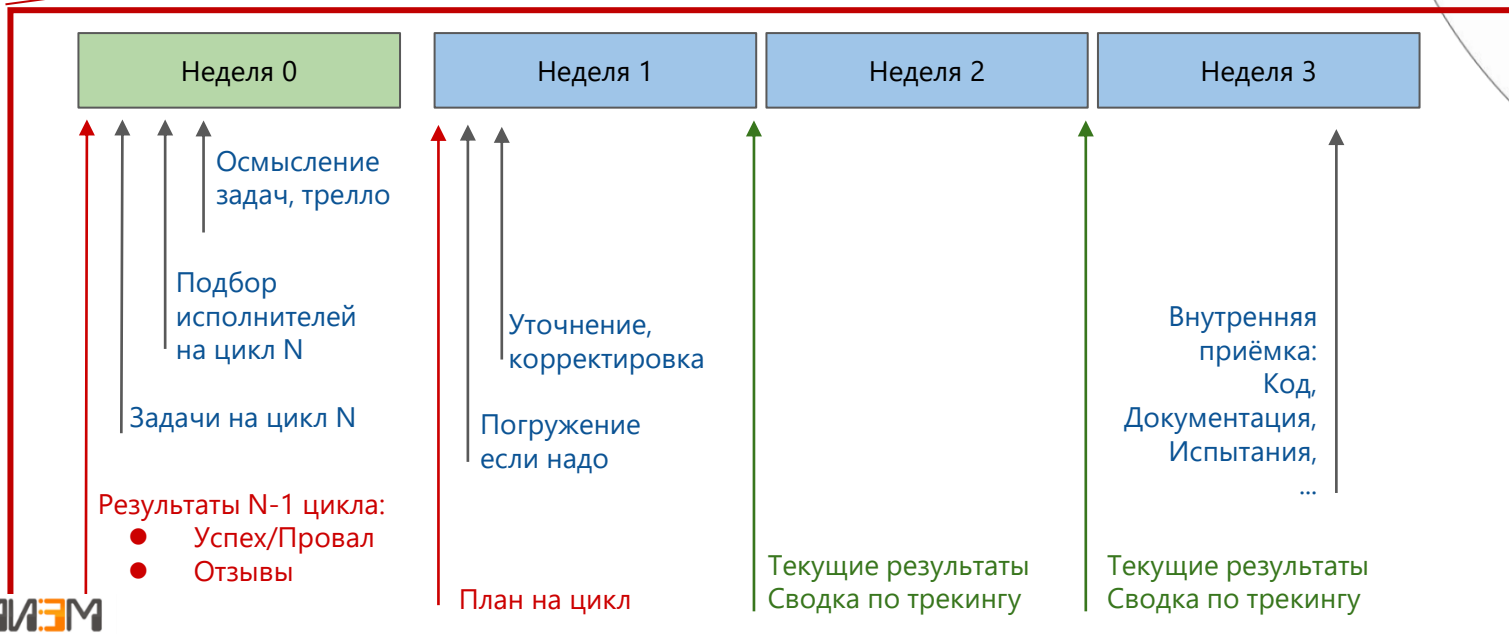 Неделя 0
Неделя 1
Неделя 2
Неделя 3
Осмысление
задач, трелло
Подбор
исполнителей
на цикл N
Задачи на цикл N
Результаты N-1 цикла:
● Успех/Провал
● Отзывы
Уточнение,
корректировка
Погружение
если надо
План на цикл
Текущие результаты
Сводка по трекингу
Внутренняя
приёмка:
Код,
Документация,
Испытания,
...
Текущие результаты
Сводка по трекингу